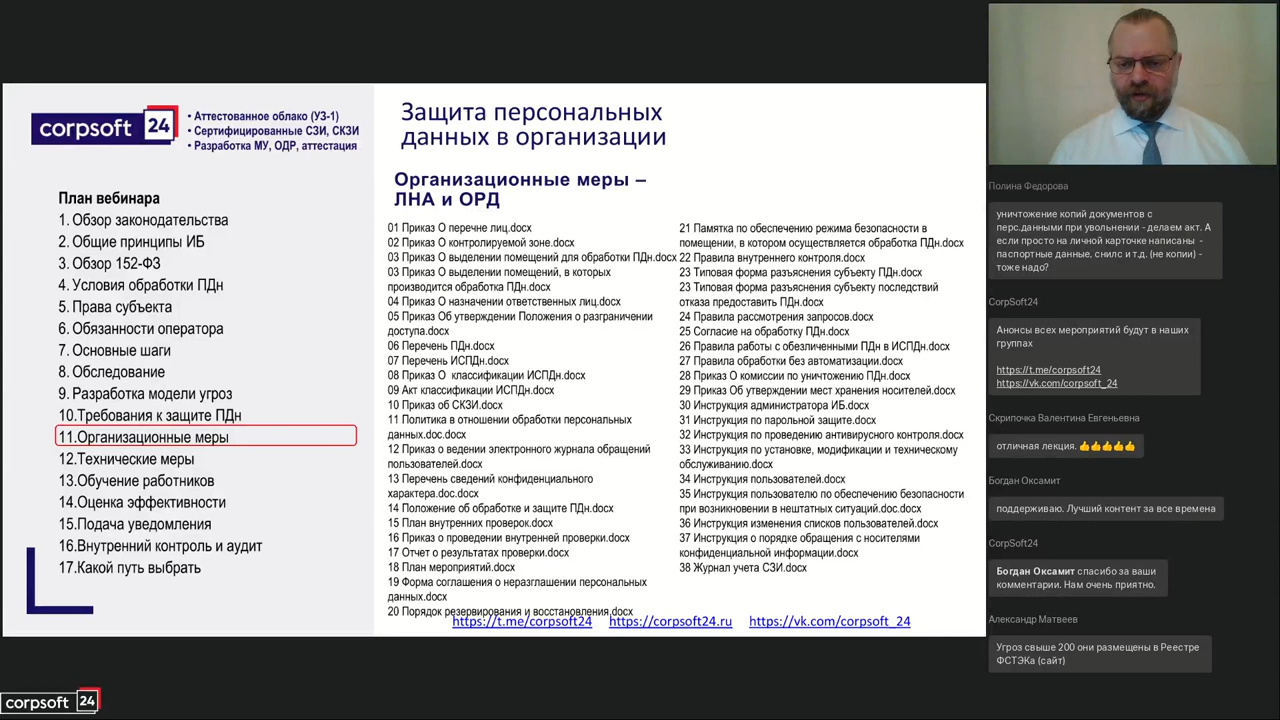 corpsoft 24
• Аттестованное облако (УЗ-1)
• Сертифицированные СЗИ, СКЗИ
• Разработка МУ, ОДР, аттестация
План вебинара
1. Обзор законодательства
2. Общие принципы ИБ
3. Обзор 152-ФЗ
4. Условия обработки ПДн
5. Права субъекта
6. Обязанности оператора
7. Основные шаги
8. Обследование
9. Разработка модели угроз
10.Требования к защите ПДн
11.Организационные меры
12.Технические меры
13.Обучение работников
14.Оценка эффективности
15.Подача уведомления
16.Внутренний контроль и аудит
17.Какой путь выбрать
Защита персональных
данных в организации
Организационные меры –
ЛНА и ОРД
01 Приказ О перечне лиц.docx
02 Приказ О контролируемой зоне.docx
03 Приказ О выделении помещений для обработки ПДн.docx
03 Приказ О выделении помещений, в которых
производится обработка ПДн.docx
04 Приказ О назначении ответственных лиц.docx
05 Приказ Об утверждении Положения о разграничении
доступа.docx
06 Перечень ПДн.docx
07 Перечень ИСПДн.docx
08 Приказ О  классификации ИСПДн.docx
09 Акт классификации ИСПДн.docx
10 Приказ об СКЗИ.docx
11 Политика в отношении обработки персональных
данных.doc.docx
12 Приказ о ведении электронного журнала обращений
пользователей.docx
13 Перечень сведений конфиденциального
характера.doc.docx
14 Положение об обработке и защите ПДн.docx
15 План внутренних проверок.docx
16 Приказ о проведении внутренней проверки.docx
17 Отчет о результатах проверки.docx
18 План мероприятий.docx
19 Форма соглашения о неразглашении персональных
данных.docx
20 Порядок резервирования и восстановления.docx
21 Памятка по обеспечению режима безопасности в
помещении, в котором осуществляется обработка ПДн.docx
22 Правила внутреннего контроля.docx
23 Типовая форма разъяснения субъекту ПДн.docx
23 Типовая форма разъяснения субъекту последствий
отказа предоставить ПДн.docx
24 Правила рассмотрения запросов.docx
25 Согласие на обработку ПДн.docx
26 Правила работы с обезличенными ПДн в ИСПДн.docx
27 Правила обработки без автоматизации.docx
28 Приказ О комиссии по уничтожению ПДн.docx
29 Приказ Об утверждении мест хранения носителей.docx
30 Инструкция администратора ИБ.docx
31 Инструкция по парольной защите.docx
32 Инструкция по проведению антивирусного контроля.docx
33 Инструкция по установке, модификации и техническому
обслуживанию.docx
34 Инструкция пользователей.docx
35 Инструкция пользователю по обеспечению безопасности
при возникновении в нештатных ситуаций.doc.docx
36 Инструкция изменения списков пользователей.docx
37 Инструкция о порядке обращения с носителями
конфиденциальной информации.docx
38 Журнал учета СЗИ.docx
https://t.me/corpsoft24 https://corpsoft24.ru https://vk.com/corpsoft_24
Полина Федорова
уничтожение копий документов с
перс.данными при увольнении - делаем акт. А
если просто на личной карточке написаны -
паспортные данные, снилс и т.д. (не копии) -
тоже надо?
CorpSoft24
Анонсы всех мероприятий будут в наших
группах
https://t.me/corpsoft24
https://vk.com/corpsoft_24
Скрипочка Валентина Евгеньевна
отличная лекция. 👍👍👍👍👍
Богдан Оксамит
поддерживаю. Лучший контент за все времена
CorpSoft24
Богдан Оксамит спасибо за ваши
комментарии. Нам очень приятно.
Александр Матвеев
Угроз свыше 200 они размещены в Реестре
ФСТЭКа (сайт)
corpsoft 24